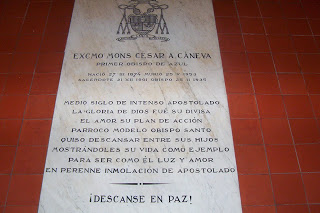 EXCMO MONS CESAR A. CANEVA
PRIMER OBISPO DE AZUL
MEDIO SIGLO DE INTENSO APOSTOLADO
LA GLORIA DE DIOS FUE SU DIVISA
EL AMOR SU PLAN DE ACCIÓN
PARROCO MODELO OBISPO SANTO
QUISO DESCANSAR ENTRE SUS HIJOS
MOSTRANDOLES SU VIDA COMO EJEMPLO
PARA SER COMO ÉL LUZ Y AMOR
EN PERENNE INMOLACION DE APOSTOLADO
¡DESCANSE EN PAZ!